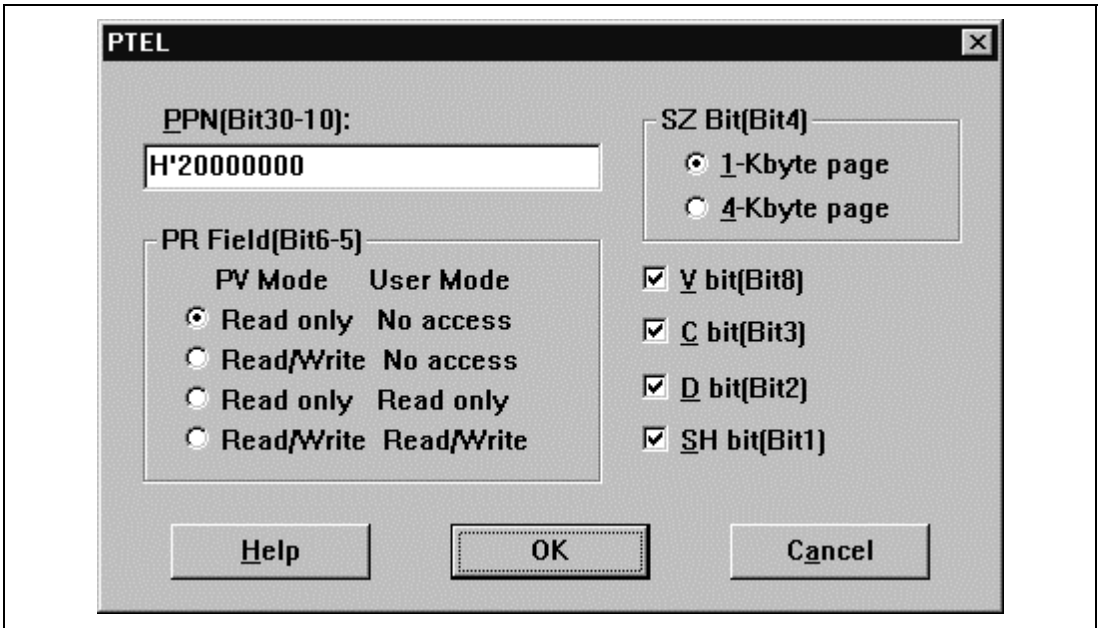 PTEL
PPN(Bit30-10):
H'20000000
PR Field(Bit6-5)
PV Mode User Mode
Read only No access
Read/Write No access
Read only Read only
Read/Write Read/Write
SZ Bit(Bit4)
1-Kbyte page
4-Kbyte page
V bit(Bit8)
C bit(Bit3)
D bit(Bit2)
SH bit(Bit1)
Help OK Cancel